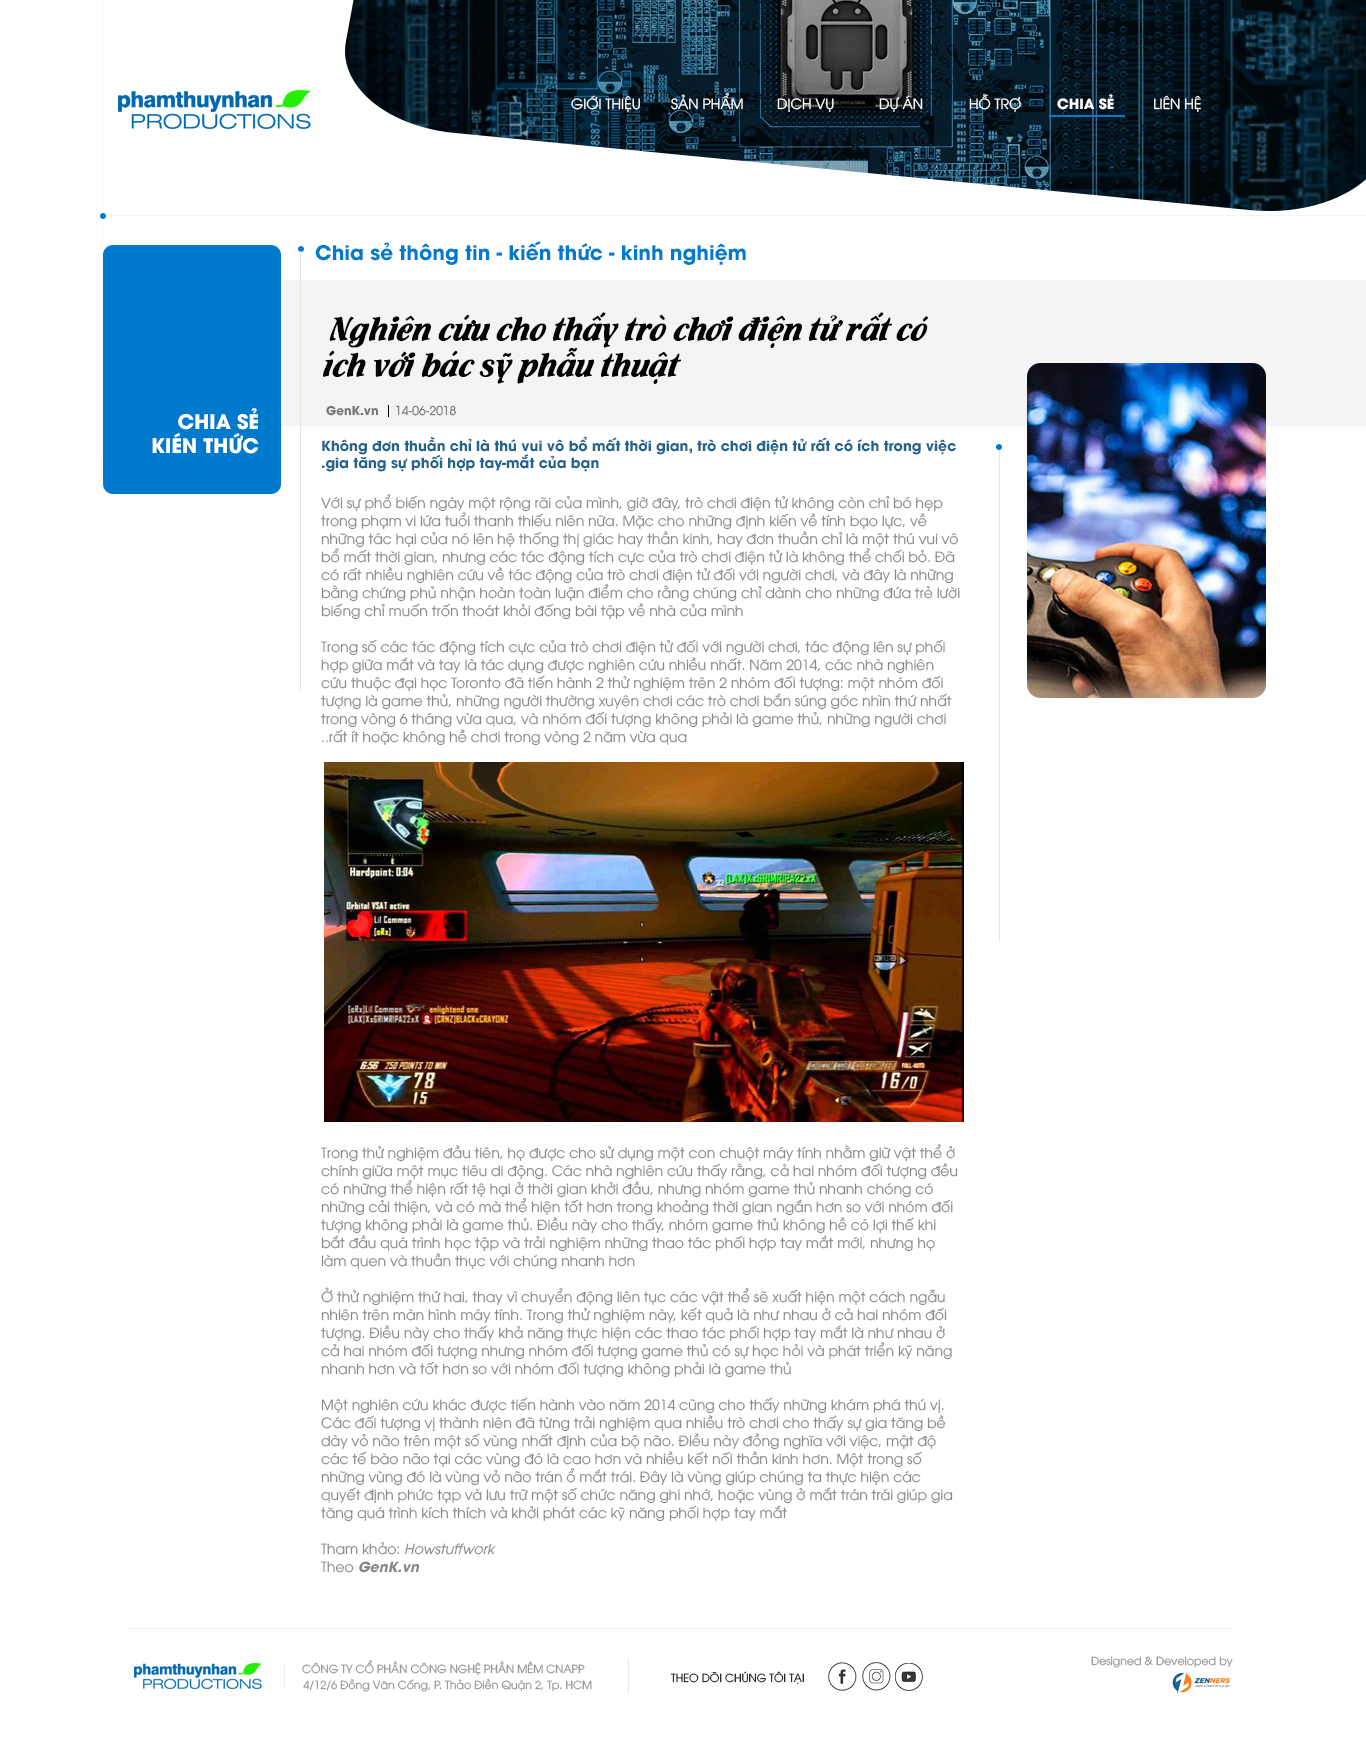 phamthuynhan
PRODUCTIONS
GIỚI THIỆU SẢN PHẨM DỊCH VỤ DỰ ÁN HỖ TRỢ CHIA SẺ LIÊN HỆ
Chia sẻ thông tin - kiến thức - kinh nghiệm
CHIA SẺ
KIẾN THỨC
Nghiên cứu cho thấy trò chơi điện tử rất có
ích với bác sỹ phẫu thuật
GenK.vn | 14-06-2018
Không đơn thuần chỉ là thú vui vô bổ mất thời gian, trò chơi điện tử rất có ích trong việc
.gia tăng sự phối hợp tay-mắt của bạn
Với sự phổ biến ngày một rộng rãi của mình, giờ đây, trò chơi điện tử không còn chỉ bó hẹp
trong phạm vi lứa tuổi thanh thiếu niên nữa. Mặc cho những định kiến về tính bạo lực, về
những tác hại của nó lên hệ thống thị giác hay thần kinh, hay đơn thuần chỉ là một thú vui vô
bổ mất thời gian, nhưng các tác động tích cực của trò chơi điện tử là không thể chối bỏ. Đã
có rất nhiều nghiên cứu về tác động của trò chơi điện tử đối với người chơi, và đây là những
bằng chứng phủ nhận hoàn toàn luận điểm cho rằng chúng chỉ dành cho những đứa trẻ lười
biếng chỉ muốn trốn thoát khỏi đống bài tập về nhà của mình
Trong số các tác động tích cực của trò chơi điện tử đối với người chơi, tác động lên sự phối
hợp giữa mắt và tay là tác dụng được nghiên cứu nhiều nhất. Năm 2014, các nhà nghiên
cứu thuộc đại học Toronto đã tiến hành 2 thử nghiệm trên 2 nhóm đối tượng: một nhóm đối
tượng là game thủ, những người thường xuyên chơi các trò chơi bắn súng góc nhìn thứ nhất
trong vòng 6 tháng vừa qua, và nhóm đối tượng không phải là game thủ, những người chơi
..rất ít hoặc không hề chơi trong vòng 2 năm vừa qua
Hardpoint: 0:04
[LAX]XxGRIMRIPA22xX
Orbital VSAT active
Lil Common
[oRx]
[oRx]Lil Common enlightend one
[LAX]XxGRIMRIPA22xX [CRNZ]BLACKxCRAYONZ
6:56 250 POINTS TO WIN
78
15
FULL-AUTO
16/0
Trong thử nghiệm đầu tiên, họ được cho sử dụng một con chuột máy tính nhằm giữ vật thể ở
chính giữa một mục tiêu di động. Các nhà nghiên cứu thấy rằng, cả hai nhóm đối tượng đều
có những thể hiện rất tệ hại ở thời gian khởi đầu, nhưng nhóm game thủ nhanh chóng có
những cải thiện, và có mà thể hiện tốt hơn trong khoảng thời gian ngắn hơn so với nhóm đối
tượng không phải là game thủ. Điều này cho thấy, nhóm game thủ không hề có lợi thế khi
bắt đầu quá trình học tập và trải nghiệm những thao tác phối hợp tay mắt mới, nhưng họ
làm quen và thuần thục với chúng nhanh hơn
Ở thử nghiệm thứ hai, thay vì chuyển động liên tục các vật thể sẽ xuất hiện một cách ngẫu
nhiên trên màn hình máy tính. Trong thử nghiệm này, kết quả là như nhau ở cả hai nhóm đối
tượng. Điều này cho thấy khả năng thực hiện các thao tác phối hợp tay mắt là như nhau ở
cả hai nhóm đối tượng nhưng nhóm đối tượng game thủ có sự học hỏi và phát triển kỹ năng
nhanh hơn và tốt hơn so với nhóm đối tượng không phải là game thủ
Một nghiên cứu khác được tiến hành vào năm 2014 cũng cho thấy những khám phá thú vị.
Các đối tượng vị thành niên đã từng trải nghiệm qua nhiều trò chơi cho thấy sự gia tăng bề
dày vỏ não trên một số vùng nhất định của bộ não. Điều này đồng nghĩa với việc, mật độ
các tế bào não tại các vùng đó là cao hơn và nhiều kết nối thần kinh hơn. Một trong số
những vùng đó là vùng vỏ não trán ổ mắt trái. Đây là vùng giúp chúng ta thực hiện các
quyết định phức tạp và lưu trữ một số chức năng ghi nhớ, hoặc vùng ở mắt trán trái giúp gia
tăng quá trình kích thích và khởi phát các kỹ năng phối hợp tay mắt
Tham khảo: Howstuffwork
Theo GenK.vn
phamthuynhan
PRODUCTIONS
CÔNG TY CỔ PHẦN CÔNG NGHỆ PHẦN MỀM CNAPP
4/12/6 Đồng Văn Cống, P. Thảo Điền Quận 2, Tp. HCM
THEO DÕI CHÚNG TÔI TẠI
Designed & Developed by
ZENNERS